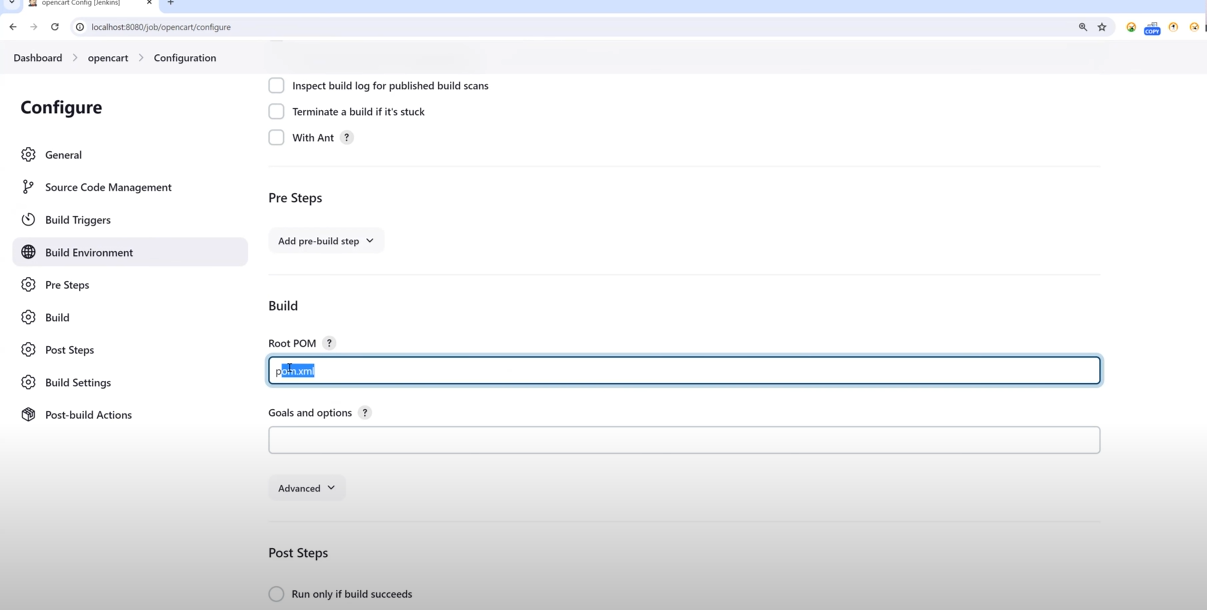 opencart Config [Jenkins]
localhost:8080/job/opencart/configure
COPY
Dashboard > opencart > Configuration
Configure
General
Source Code Management
Build Triggers
Build Environment
Pre Steps
Build
Post Steps
Build Settings
Post-build Actions
Inspect build log for published build scans
Terminate a build if it's stuck
With Ant ?
Pre Steps
Add pre-build step
Build
Root POM ?
pom.xml
Goals and options ?
Advanced
Post Steps
Run only if build succeeds